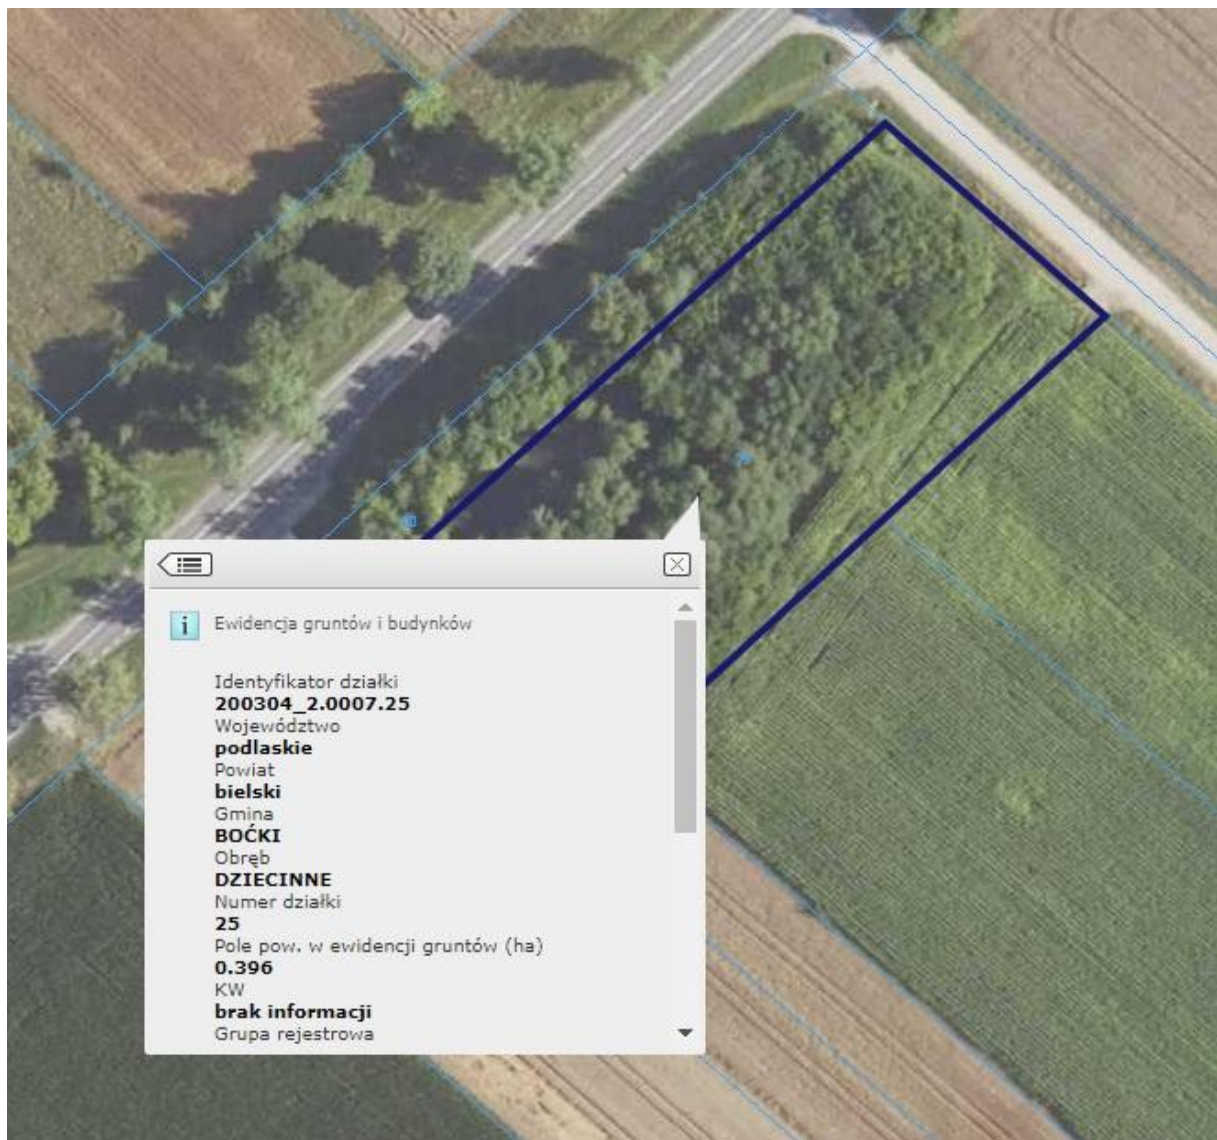 Ewidencja gruntów i budynków
Identyfikator działki
200304_2.0007.25
Województwo
podlaskie
Powiat
bielski
Gmina
BOĆKI
Obręb
DZIECINNE
Numer działki
25
Pole pow. w ewidencji gruntów (ha)
0.396
KW
brak informacji
Grupa rejestrowa